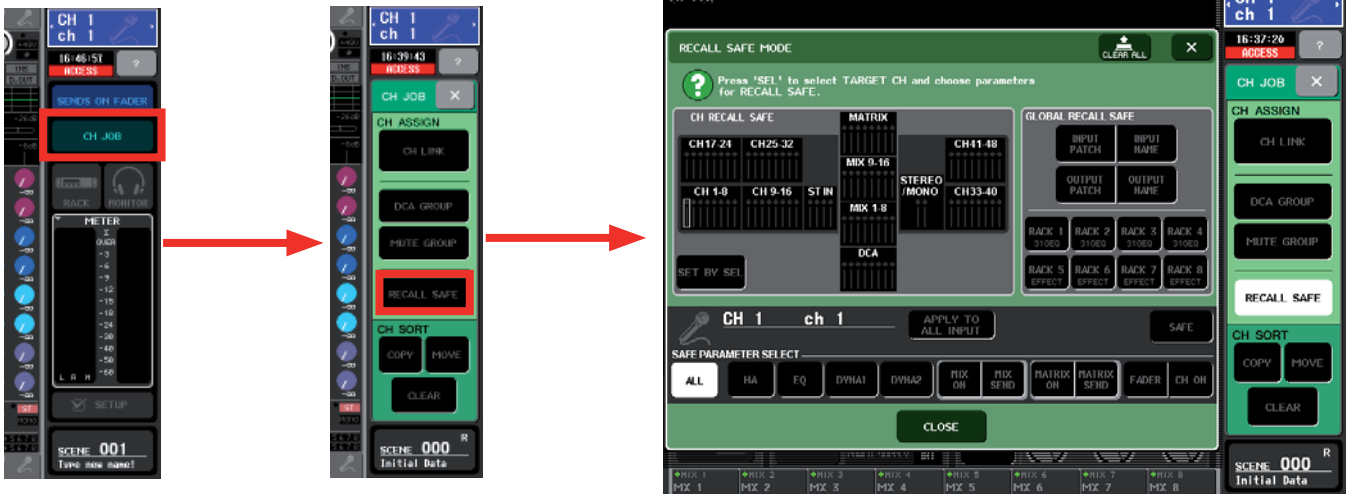 CH 1
ch 1
16:46:51
ACCESS
?
INS
D.OUT
SENDS ON FADER
CH JOB
RACK
MONITOR
METER
Σ
OVER
-3
-6
-9
-12
-15
-18
-24
-30
-40
-50
-60
L R M
SETUP
ST
SCENE 001
Type new name!
CH 1
ch 1
16:39:43
ACCESS
?
INS
D.OUT
CH JOB
CH ASSIGN
CH LINK
DCA GROUP
MUTE GROUP
RECALL SAFE
CH SORT
COPY MOVE
CLEAR
ST
SCENE 000 R
Initial Data
RECALL SAFE MODE
CLEAR ALL
? Press 'SEL' to select TARGET CH and choose parameters
for RECALL SAFE.
CH RECALL SAFE
MATRIX
CH17-24 CH25-32
CH41-48
MIX 9-16
CH 1-8 CH 9-16 ST IN
STEREO
/MONO
CH33-40
MIX 1-8
DCA
SET BY SEL
GLOBAL RECALL SAFE
INPUT
PATCH
INPUT
NAME
OUTPUT
PATCH
OUTPUT
NAME
RACK 1 RACK 2 RACK 3 RACK 4
31GEQ 31GEQ 31GEQ 31GEQ
RACK 5 RACK 6 RACK 7 RACK 8
EFFECT EFFECT EFFECT EFFECT
CH 1 ch 1
APPLY TO
ALL INPUT
SAFE
SAFE PARAMETER SELECT
ALL
HA
EQ
DYNA1
DYNA2
MIX
ON
MIX
SEND
MATRIX
ON
MATRIX
SEND
FADER
CH ON
CLOSE
MIX 1 MIX 2 MIX 3 MIX 4 MIX 5 MIX 6 MIX 7 MIX 8
MX 1 MX 2 MX 3 MX 4 MX 5 MX 6 MX 7 MX 8
CH 1
ch 1
16:37:20
ACCESS
?
CH JOB
CH ASSIGN
CH LINK
DCA GROUP
MUTE GROUP
RECALL SAFE
CH SORT
COPY MOVE
CLEAR
SCENE 000 R
Initial Data